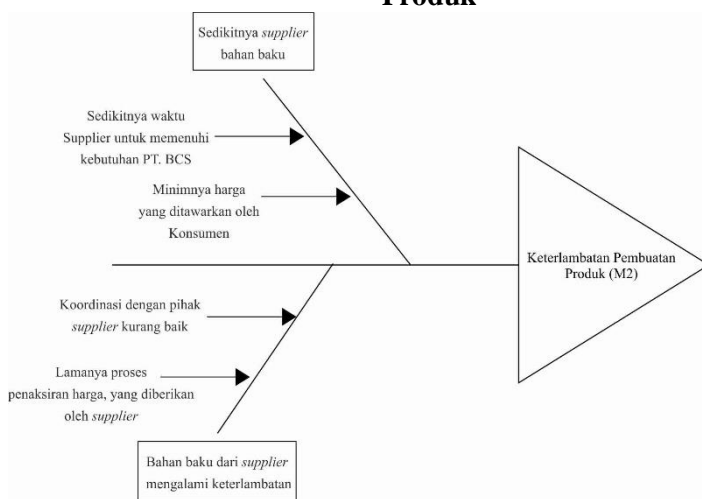 Produk
Sedikitnya supplier
bahan baku
Sedikitnya waktu
Supplier untuk memenuhi
kebutuhan PT. BCS
Minimnya harga
yang ditawarkan oleh
Konsumen
Keterlambatan Pembuatan
Produk (M2)
Koordinasi dengan pihak
supplier kurang baik
Lamanya proses
penaksiran harga, yang diberikan
oleh supplier
Bahan baku dari supplier
mengalami keterlambatan